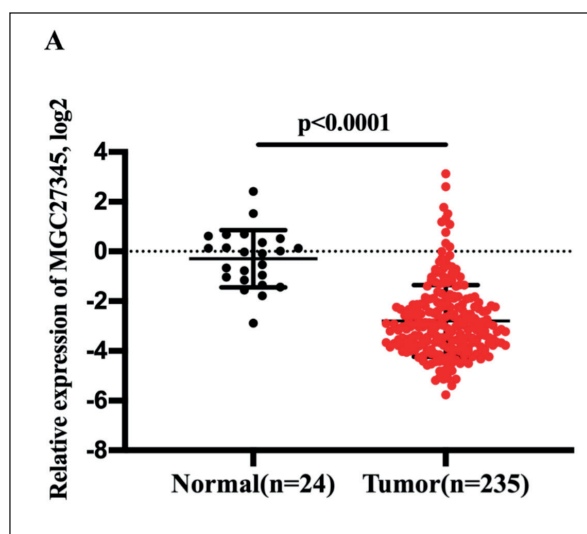 A
p<0.0001
Relative expression of MGC27345, log2
4
2
0
-2
-4
-6
-8
Normal(n=24) Tumor(n=235)